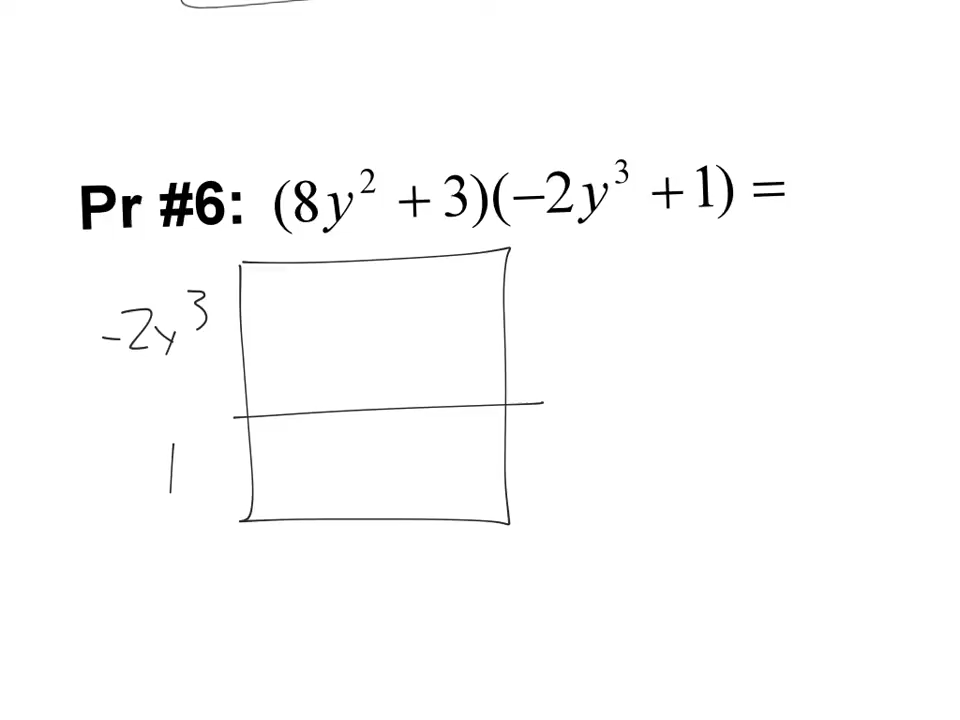 Pr #6: (8y² + 3)(−2y³ + 1) =
-2y³
1